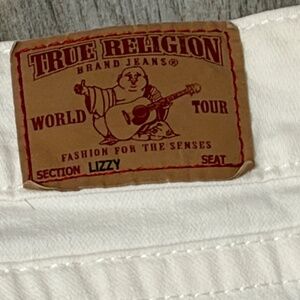 TRUE RELIGION
BRAND JEANS®
WORLD TOUR
FASHION FOR THE SENSES
SECTION LIZZY SEAT